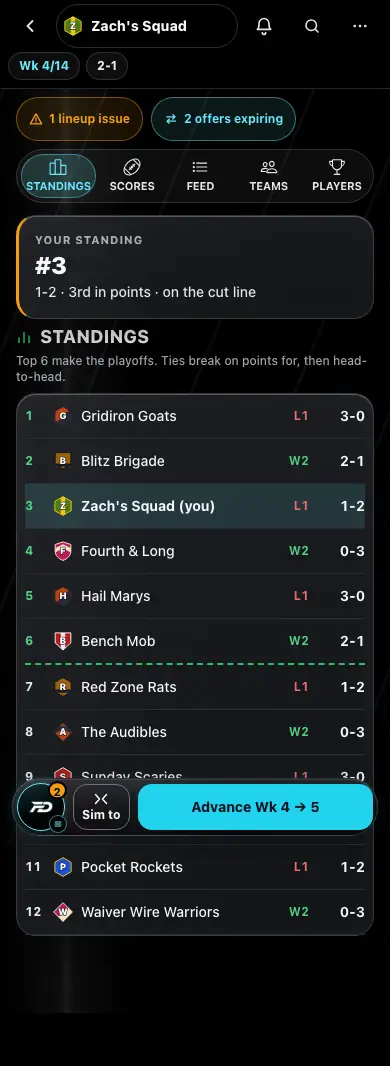 Z
Zach's Squad
Wk 4/14
2-1
1 lineup issue
2 offers expiring
STANDINGS
SCORES
FEED
TEAMS
PLAYERS
YOUR STANDING
#3
1-2 · 3rd in points · on the cut line
STANDINGS
Top 6 make the playoffs. Ties break on points for, then head-
to-head.
1 G Gridiron Goats L1 3-0
2 B Blitz Brigade W2 2-1
3 Z Zach's Squad (you) L1 1-2
4 F Fourth & Long W2 0-3
5 H Hail Marys L1 3-0
6 B Bench Mob W2 2-1
7 R Red Zone Rats L1 1-2
8 A The Audibles W2 0-3
9 S Sunday Scaries L1 3-0
FD
2
Sim to
Advance Wk 4 → 5
11 P Pocket Rockets L1 1-2
12 W Waiver Wire Warriors W2 0-3